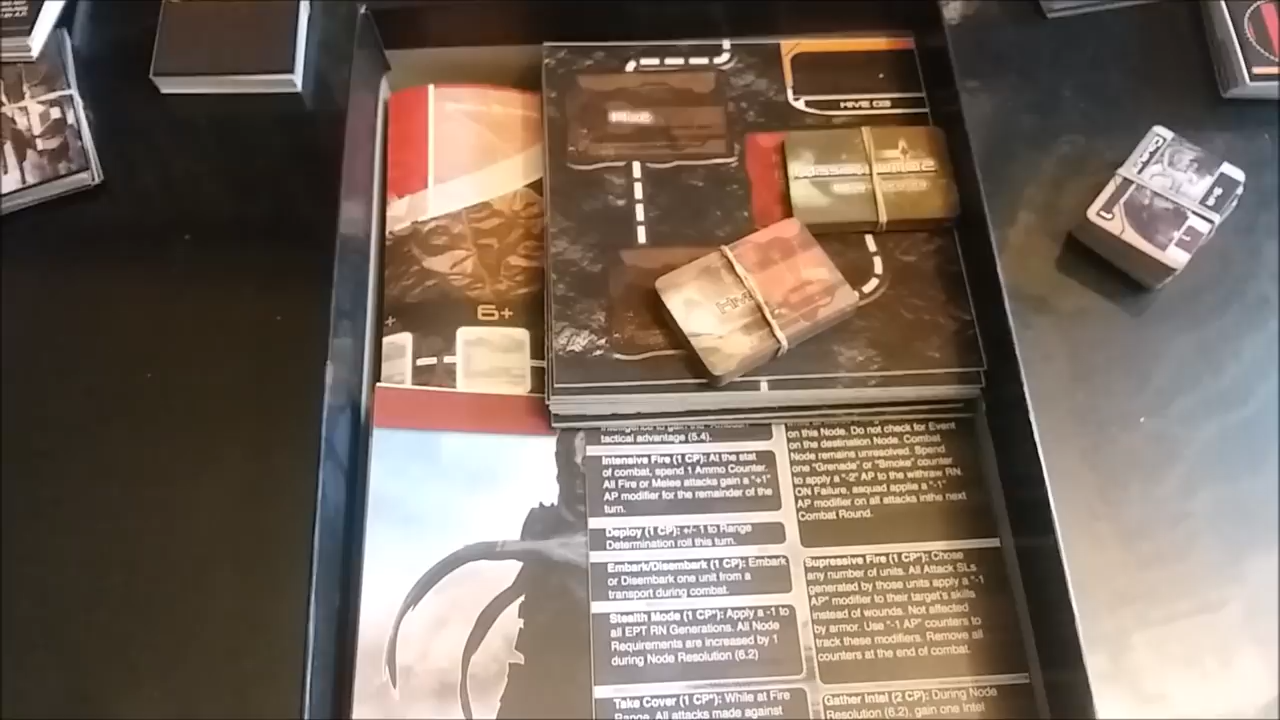 HIVE 03
6+
tactical advantage (5.4).
Intensive Fire (1 CP): At the stat
of combat, spend 1 Ammo Counter.
All Fire or Melee attacks gain a "+1"
AP modifier for the remainder of the
turn.
Deploy (1 CP): +/- 1 to Range
Determination roll this turn.
Embark/Disembark (1 CP): Embark
or Disembark one unit from a
transport during combat.
Stealth Mode (1 CP*): Apply a -1 to
all EPT RN Generations. All Node
Requirements are increased by 1
during Node Resolution (6.2)
Take Cover (1 CP*): While at Fire
Range. All attacks made against
on this Node. Do not check for Event
on the destination Node. Combat
Node remains unresolved. Spend
one "Grenade" or "Smoke" counter
to apply a "-2" AP to the withdraw RN.
ON Failure, asquad applie a "-1"
AP modifier on all attacks inthe next
Combat Round.
Supressive Fire (1 CP*): Chose
any number of units. All Attack SLs
generated by those units apply a "-1
AP" modifier to their target's skills
instead of wounds. Not affected
by armor. Use "-1 AP" counters to
track these modifiers. Remove all
counters at the end of combat.
Gather Intel (2 CP): During Node
Resolution (6.2), gain one Intel